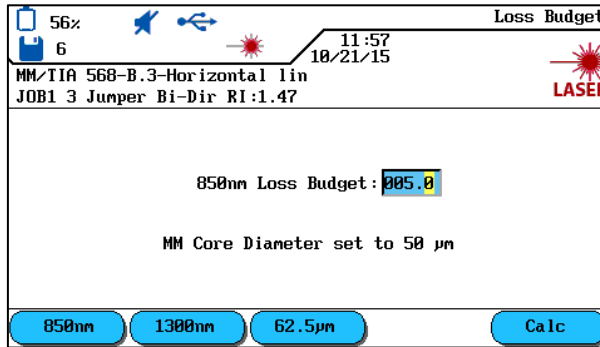 56% Loss Budget
6 11:57
10/21/15
MM/TIA 568-B.3-Horizontal lin
JOB1 3 Jumper Bi-Dir RI:1.47
LASER
850nm Loss Budget:005.0
MM Core Diameter set to 50 µm
850nm 1300nm 62.5µm Calc